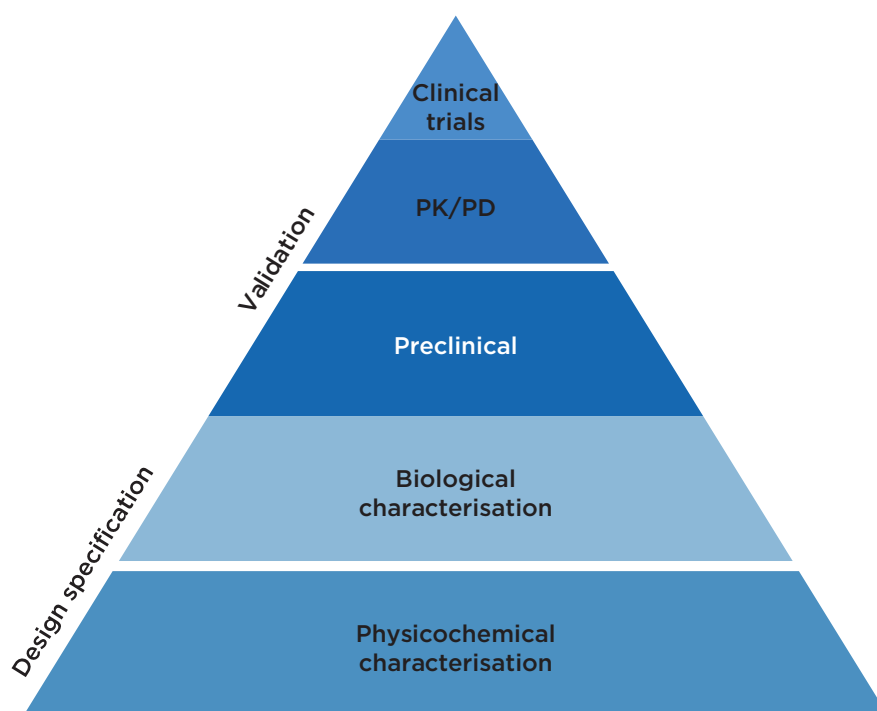 Clinical
trials
PK/PD
Validation
Preclinical
Biological
characterisation
Design specification
Physicochemical
characterisation